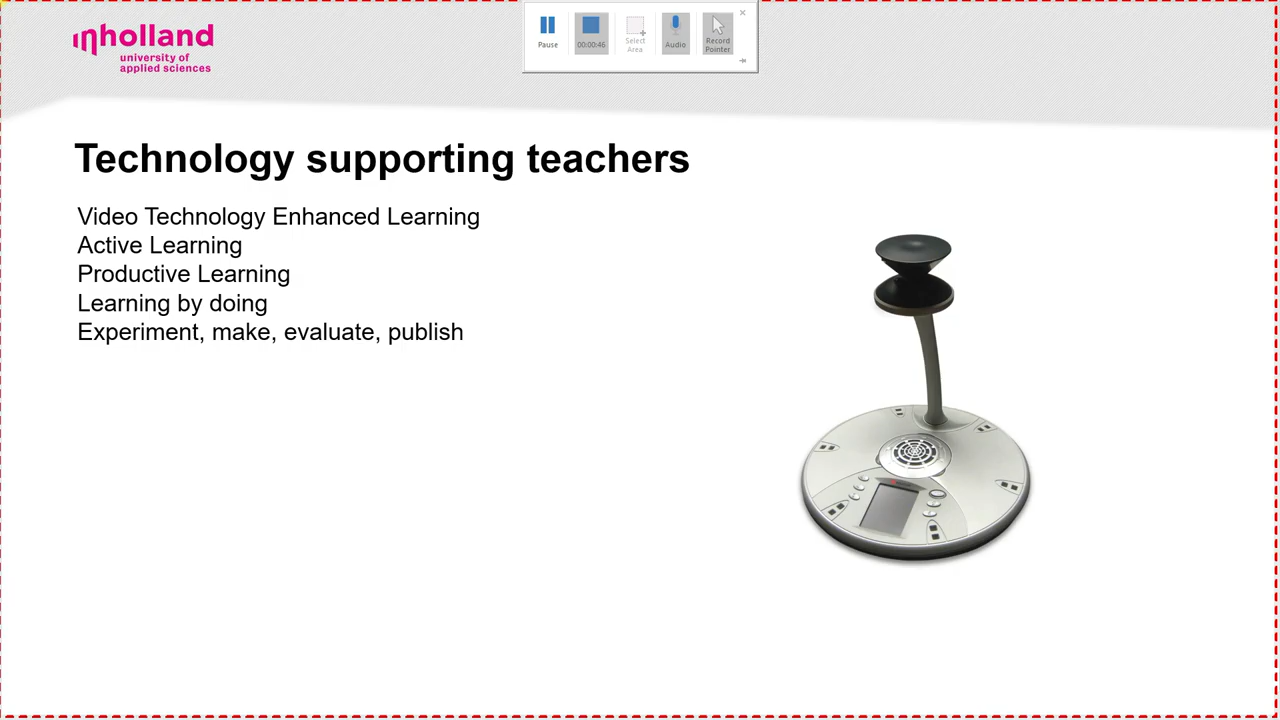 inholland
university of
applied sciences
Pause
00:00:46
Select
Area
Audio
Record
Pointer
Technology supporting teachers
Video Technology Enhanced Learning
Active Learning
Productive Learning
Learning by doing
Experiment, make, evaluate, publish